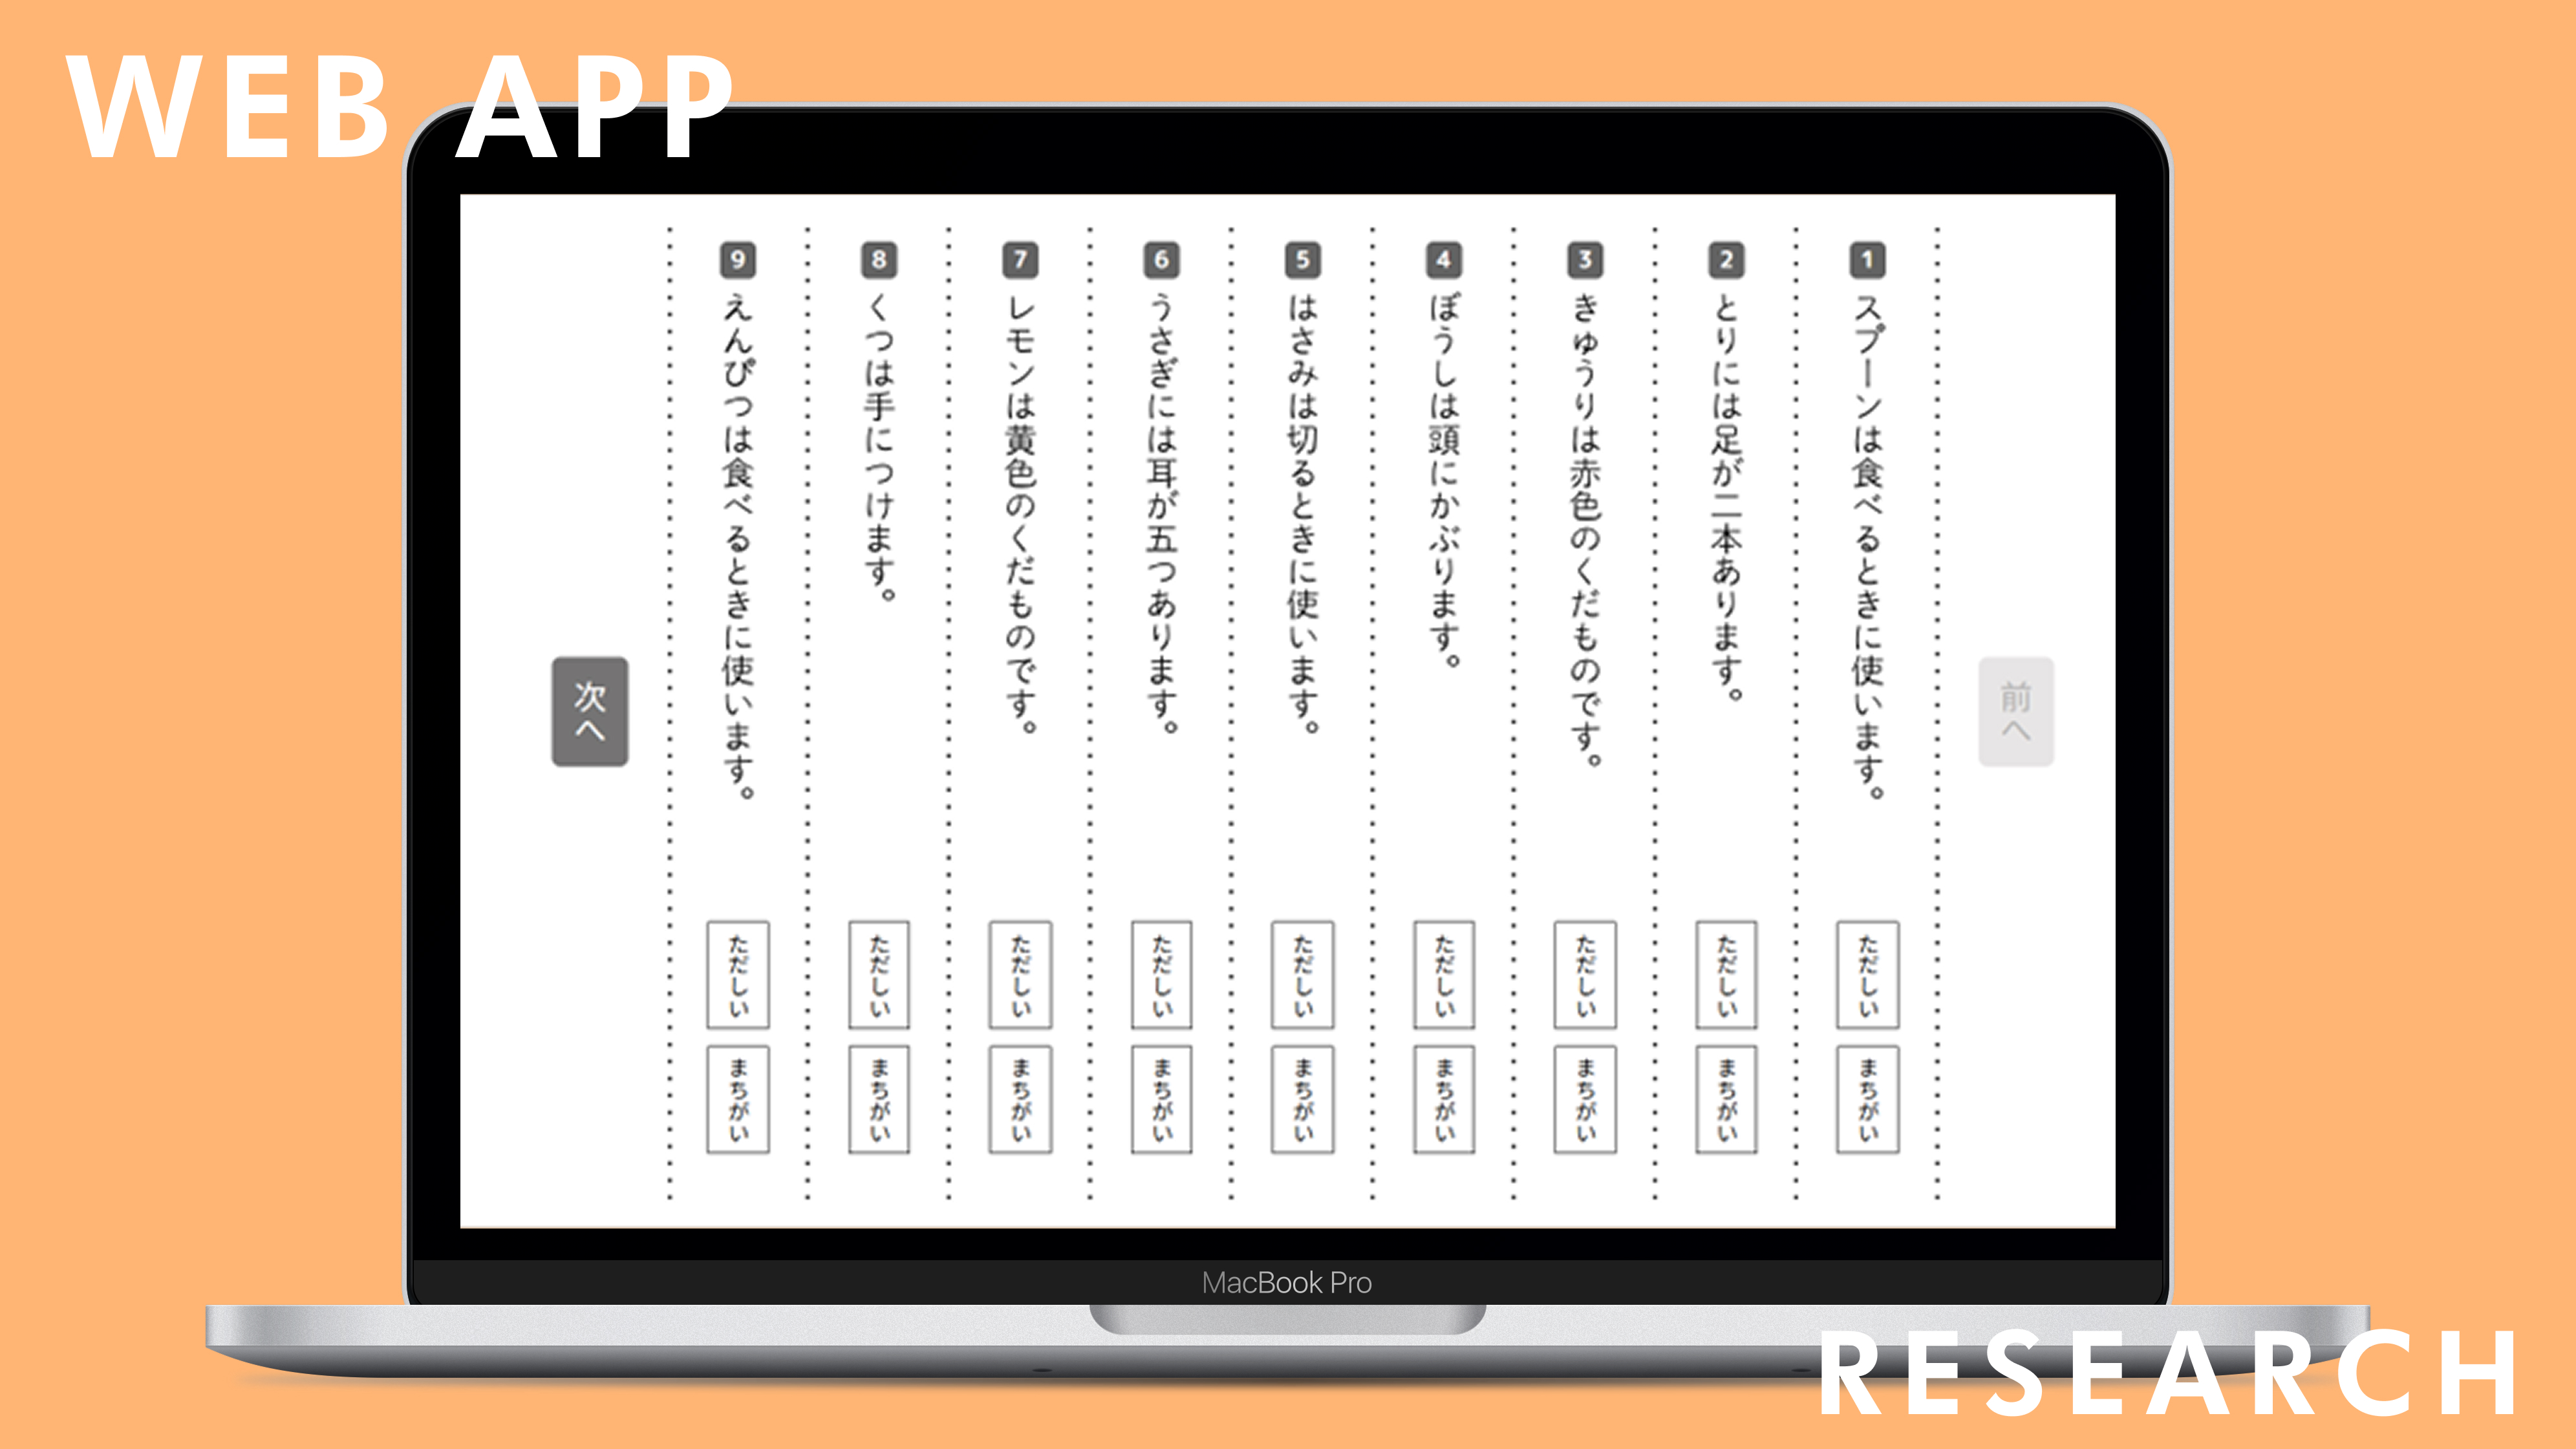 WEB APP
前へ
1
スプーンは食べるときに使います。
ただしい
まちがい
2
とりには足が二本あります。
ただしい
まちがい
3
きゅうりは赤色のくだものです。
ただしい
まちがい
4
ぼうしは頭にかぶります。
ただしい
まちがい
5
はさみは切るときに使います。
ただしい
まちがい
6
うさぎには耳が五つあります。
ただしい
まちがい
7
レモンは黄色のくだものです。
ただしい
まちがい
8
くつは手につけます。
ただしい
まちがい
9
えんぴつは食べるときに使います。
ただしい
まちがい
次へ
MacBook Pro
RESEARCH